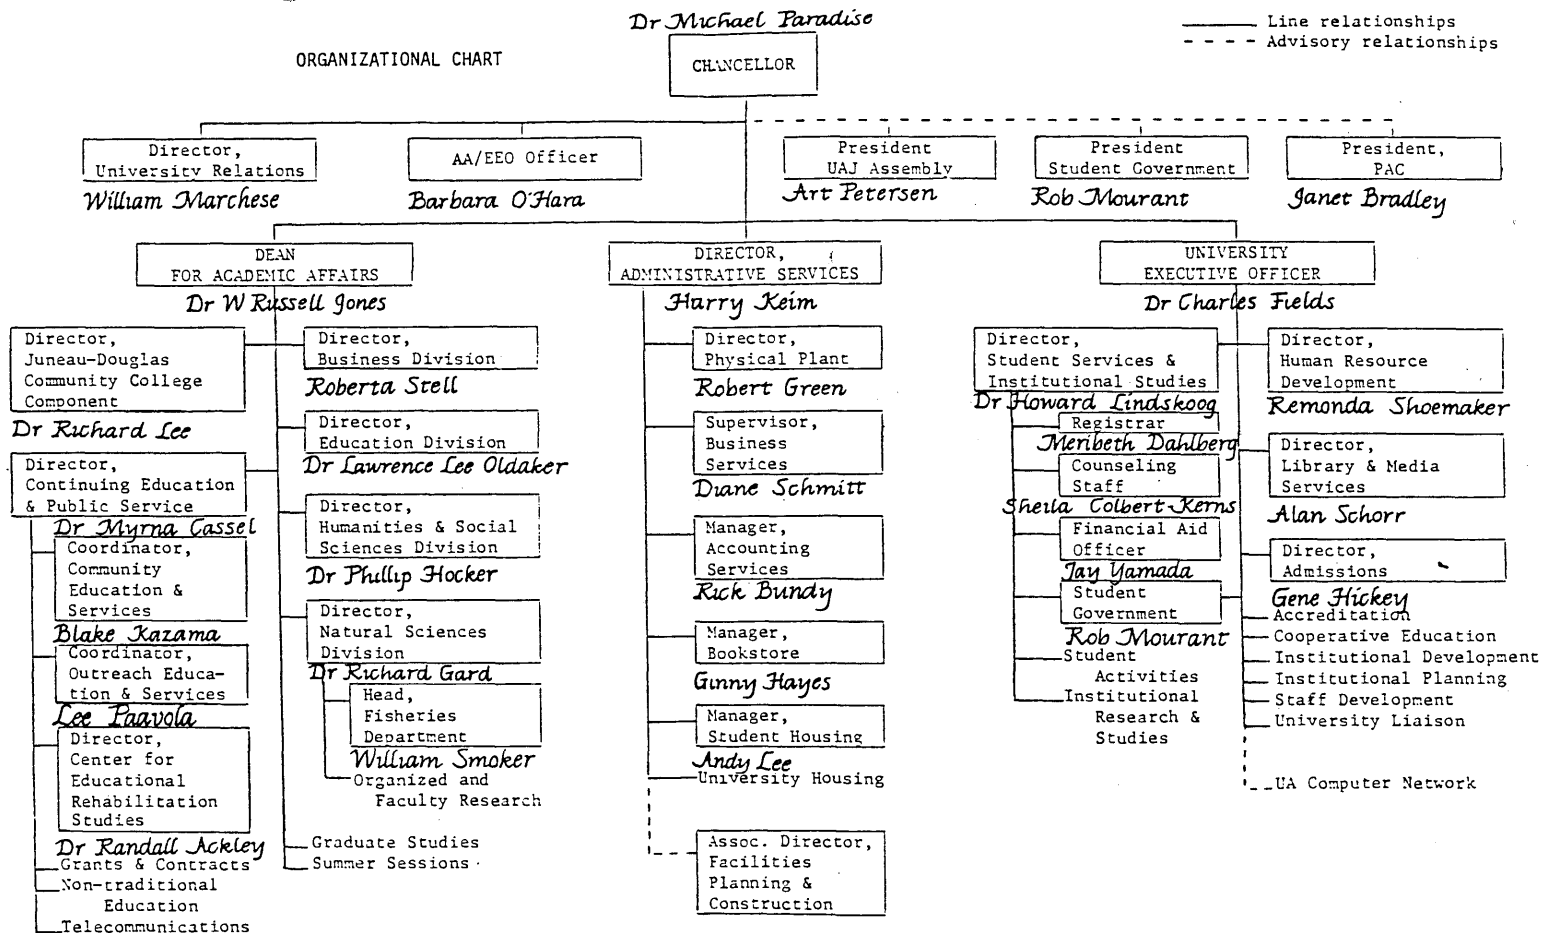 Dr Michael Paradise
Line relationships
Advisory relationships
ORGANIZATIONAL CHART
CHANCELLOR
Director,
University Relations
William Marchese
AA/EEO Officer
Barbara O'Hara
President
UAJ Assembly
Art Petersen
President
Student Government
Rob Mourant
President,
PAC
Janet Bradley
DEAN
FOR ACADEMIC AFFAIRS
Dr W Russell Jones
Director,
Juneau-Douglas
Community College
Component
Dr Richard Lee
Director,
Continuing Education
& Public Service
Dr Myrna Cassel
Coordinator,
Community
Education &
Services
Blake Kazama
Coordinator,
Outreach Educa-
tion & Services
Lee Paavola
Director,
Center for
Educational
Rehabilitation
Studies
Dr Randall Ackley
Grants & Contracts
Non-traditional
Education
Telecommunications
Director,
Business Division
Roberta Stell
Director,
Education Division
Dr Lawrence Lee Oldaker
Director,
Humanities & Social
Sciences Division
Dr Phillip Hocker
Director,
Natural Sciences
Division
Dr Richard Gard
Head,
Fisheries
Department
William Smoker
Organized and
Faculty Research
Graduate Studies
Summer Sessions
DIRECTOR,
ADMINISTRATIVE SERVICES
Harry Keim
Director,
Physical Plant
Robert Green
Supervisor,
Business
Services
Diane Schmitt
Manager,
Accounting
Services
Rick Bundy
Manager,
Bookstore
Ginny Hayes
Manager,
Student Housing
Andy Lee
University Housing
Assoc. Director,
Facilities
Planning &
Construction
UNIVERSITY
EXECUTIVE OFFICER
Dr Charles Fields
Director,
Student Services &
Institutional Studies
Dr Howard Lindskoog
Registrar
Meribeth Dahlberg
Counseling
Staff
Sheila Colbert-Kerns
Financial Aid
Officer
Jay Yamada
Student
Government
Rob Mourant
Student
Activities
Institutional
Research &
Studies
Director,
Human Resource
Development
Remonda Shoemaker
Director,
Library & Media
Services
Alan Schorr
Director,
Admissions
Gene Hickey
Accreditation
Cooperative Education
Institutional Development
Institutional Planning
Staff Development
University Liaison
UA Computer Network